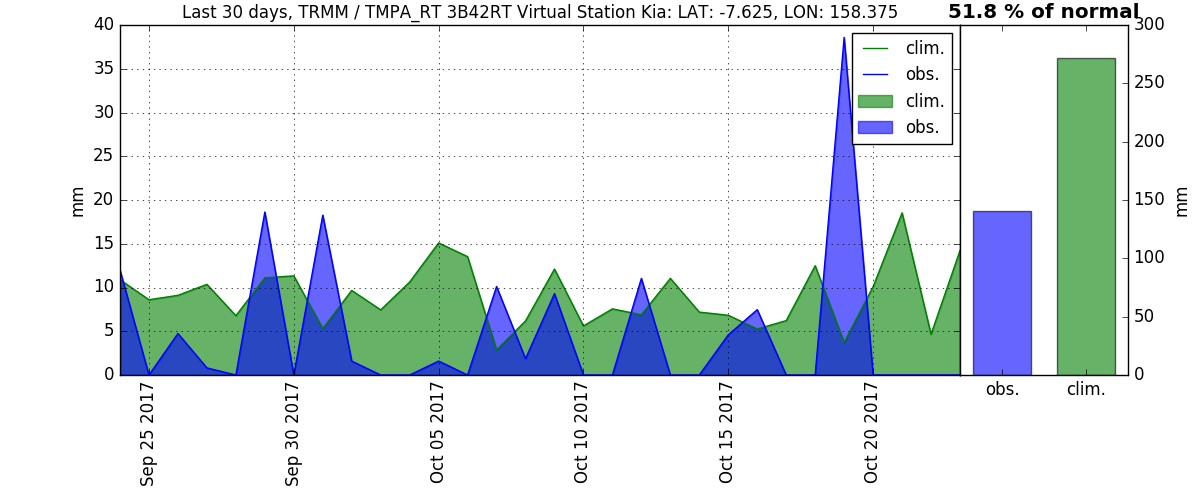 Last 30 days, TRMM / TMPA_RT 3B42RT Virtual Station Kia: LAT: -7.625, LON: 158.375
51.8 % of normal
40
35
30
25
20
15
10
5
0
mm
clim.
obs.
clim.
obs.
300
250
200
150
100
50
0
mm
Sep 25 2017
Sep 30 2017
Oct 05 2017
Oct 10 2017
Oct 15 2017
Oct 20 2017
obs.
clim.